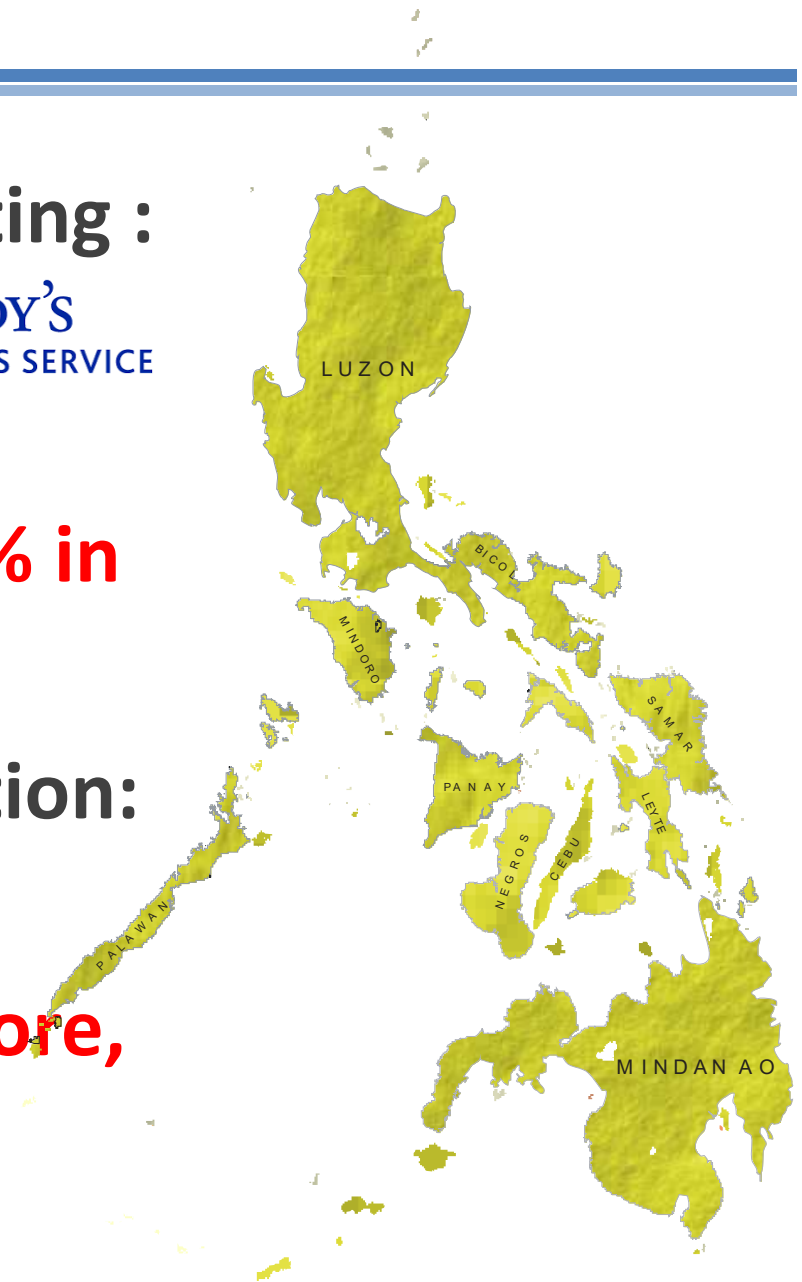 ting :
OY'S
S SERVICE
LUZON
% in
BICOL
MINDORO
SAMAR
tion:
PANAY
LEYTE
NEGROS
CEBU
PALAWAN
ore,
MINDANAO